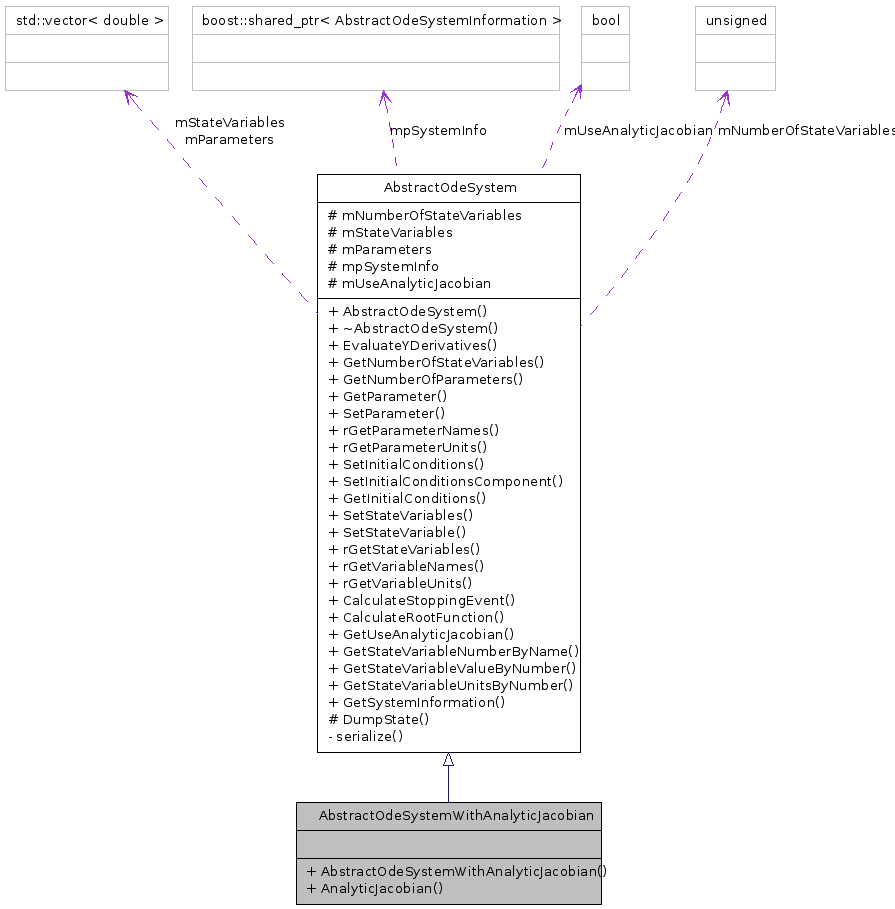 std::vector< double >
boost::shared_ptr< AbstractOdeSystemInformation >
bool
unsigned
mStateVariables
mParameters
mpSystemInfo
mUseAnalyticJacobian
mNumberOfStateVariables
AbstractOdeSystem
# mNumberOfStateVariables
# mStateVariables
# mParameters
# mpSystemInfo
# mUseAnalyticJacobian
+ AbstractOdeSystem()
+ ~AbstractOdeSystem()
+ EvaluateYDerivatives()
+ GetNumberOfStateVariables()
+ GetNumberOfParameters()
+ GetParameter()
+ SetParameter()
+ rGetParameterNames()
+ rGetParameterUnits()
+ SetInitialConditions()
+ SetInitialConditionsComponent()
+ GetInitialConditions()
+ SetStateVariables()
+ SetStateVariable()
+ rGetStateVariables()
+ rGetVariableNames()
+ rGetVariableUnits()
+ CalculateStoppingEvent()
+ CalculateRootFunction()
+ GetUseAnalyticJacobian()
+ GetStateVariableNumberByName()
+ GetStateVariableValueByNumber()
+ GetStateVariableUnitsByNumber()
+ GetSystemInformation()
# DumpState()
- serialize()
AbstractOdeSystemWithAnalyticJacobian
+ AbstractOdeSystemWithAnalyticJacobian()
+ AnalyticJacobian()